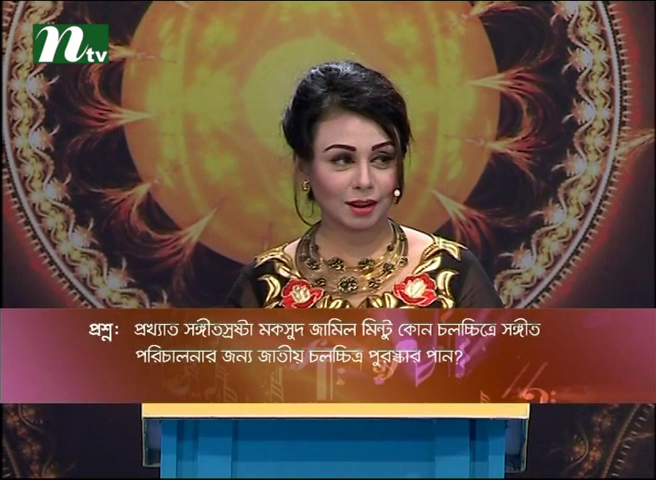 ntv
প্রশ্ন: প্রখ্যাত সঙ্গীতস্রষ্টা মকসুদ জামিল মিন্টু কোন চলচ্চিত্রে সঙ্গীত
পরিচালনার জন্য জাতীয় চলচ্চিত্র পুরস্কার পান?